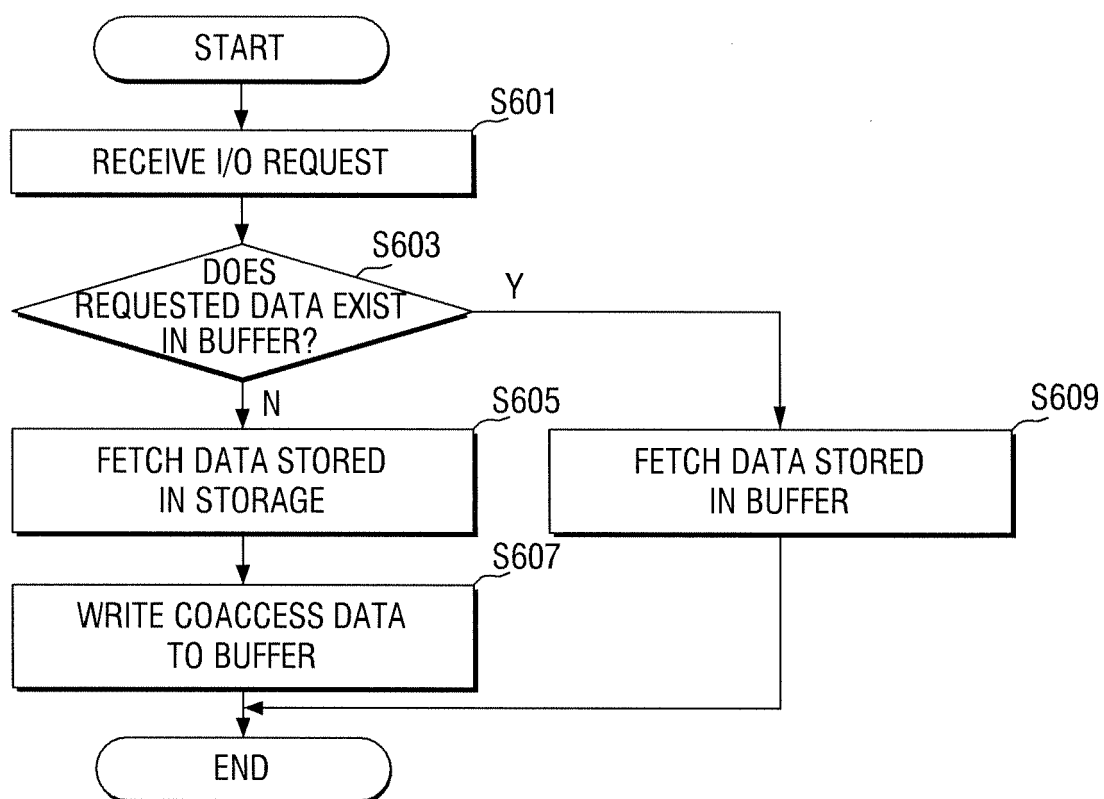 START
S601
RECEIVE I/O REQUEST
S603
DOES
REQUESTED DATA EXIST
IN BUFFER?
Y
N
S605
FETCH DATA STORED
IN STORAGE
S609
FETCH DATA STORED
IN BUFFER
S607
WRITE COACCESS DATA
TO BUFFER
END